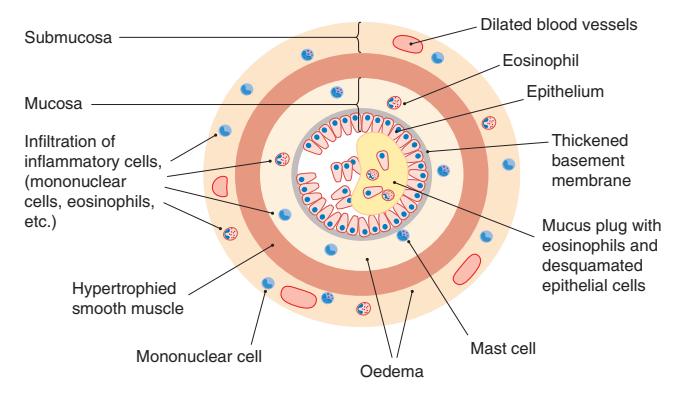 Submucosa
Mucosa
Infiltration of
inflammatory cells,
(mononuclear
cells, eosinophils,
etc.)
Hypertrophied
smooth muscle
Mononuclear cell
Oedema
Mast cell
Dilated blood vessels
Eosinophil
Epithelium
Thickened
basement
membrane
Mucus plug with
eosinophils and
desquamated
epithelial cells